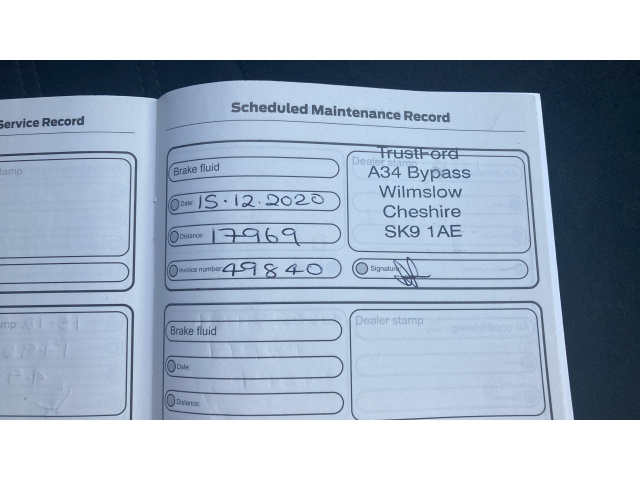 Service Record
Scheduled Maintenance Record
Brake fluid
Date: 15.12.2020
Distance: 17969
Invoice number: 49840
Dealer stamp
TrustFord
A34 Bypass
Wilmslow
Cheshire
SK9 1AE
Signature
Brake fluid
Date:
Distance:
Dealer stamp